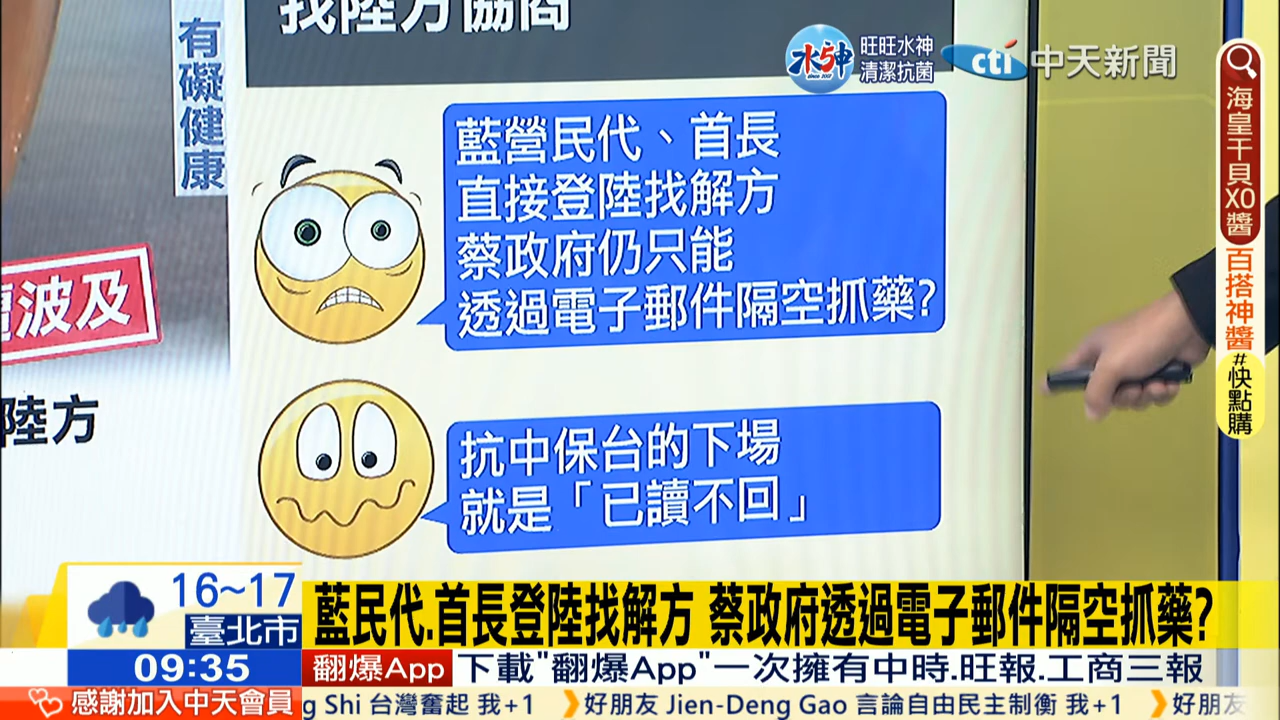 找陸方協商
有礙健康
水神
since 2007
旺旺水神
清潔抗菌
cti 中天新聞
海皇干貝XO醬
百搭神醬
#快點購
藍營民代、首長
直接登陸找解方
蔡政府仍只能
透過電子郵件隔空抓藥?
波及
陸方
抗中保台的下場
就是「已讀不回」
16~17
臺北市
09:35
藍民代.首長登陸找解方 蔡政府透過電子郵件隔空抓藥?
翻爆App 下載"翻爆App"一次擁有中時.旺報.工商三報
感謝加入中天會員
g Shi 台灣奮起 我+1 》好朋友 Jien-Deng Gao 言論自由民主制衡 我+1 》好朋友